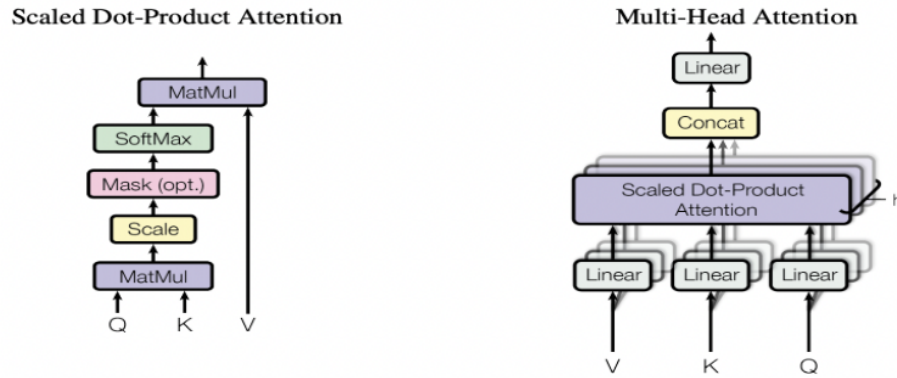 Scaled Dot-Product Attention
MatMul
SoftMax
Mask (opt.)
Scale
MatMul
Q K V
Multi-Head Attention
Linear
Concat
Scaled Dot-Product
Attention
h
Linear Linear Linear
V K Q